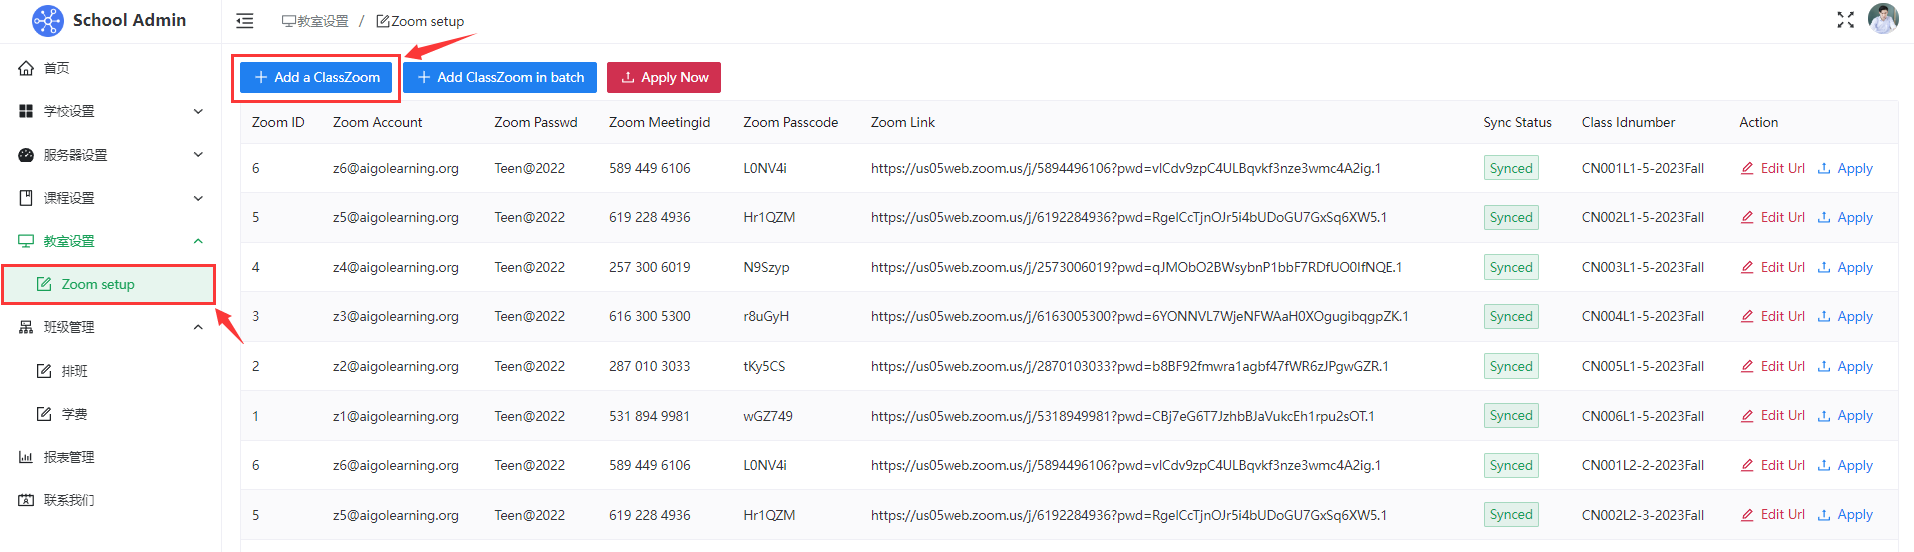 School Admin
教室设置 / Zoom setup
首页
学校设置
服务器设置
课程设置
教室设置
Zoom setup
班级管理
排班
学费
报表管理
联系我们
Add a ClassZoom Add ClassZoom in batch Apply Now
Zoom ID Zoom Account Zoom Passwd Zoom Meetingid Zoom Passcode Zoom Link Sync Status Class Idnumber Action
6 z6@aigolearning.org Teen@2022 589 449 6106 L0NV4i https://us05web.zoom.us/j/5894496106?pwd=vlCdv9zpC4ULBqvkf3nze3wmc4A2ig.1 Synced CN001L1-5-2023Fall Edit Url Apply
5 z5@aigolearning.org Teen@2022 619 228 4936 Hr1QZM https://us05web.zoom.us/j/6192284936?pwd=RgelCcTjnOJr5i4bUDoGU7GxSq6XW5.1 Synced CN002L1-5-2023Fall Edit Url Apply
4 z4@aigolearning.org Teen@2022 257 300 6019 N9Szyp https://us05web.zoom.us/j/2573006019?pwd=qJMObO2BWsybnP1bbF7RDfUO0IfNQE.1 Synced CN003L1-5-2023Fall Edit Url Apply
3 z3@aigolearning.org Teen@2022 616 300 5300 r8uGyH https://us05web.zoom.us/j/6163005300?pwd=6YONNVL7WjeNFWAaH0XOgugibqgpZK.1 Synced CN004L1-5-2023Fall Edit Url Apply
2 z2@aigolearning.org Teen@2022 287 010 3033 tKy5CS https://us05web.zoom.us/j/2870103033?pwd=b8BF92fmwra1agbf47fWR6zJPgwGZR.1 Synced CN005L1-5-2023Fall Edit Url Apply
1 z1@aigolearning.org Teen@2022 531 894 9981 wGZ749 https://us05web.zoom.us/j/5318949981?pwd=CBj7eG6T7JzhbBJaVukcEh1rpu2sOT.1 Synced CN006L1-5-2023Fall Edit Url Apply
6 z6@aigolearning.org Teen@2022 589 449 6106 L0NV4i https://us05web.zoom.us/j/5894496106?pwd=vlCdv9zpC4ULBqvkf3nze3wmc4A2ig.1 Synced CN001L2-2-2023Fall Edit Url Apply
5 z5@aigolearning.org Teen@2022 619 228 4936 Hr1QZM https://us05web.zoom.us/j/6192284936?pwd=RgelCcTjnOJr5i4bUDoGU7GxSq6XW5.1 Synced CN002L2-3-2023Fall Edit Url Apply